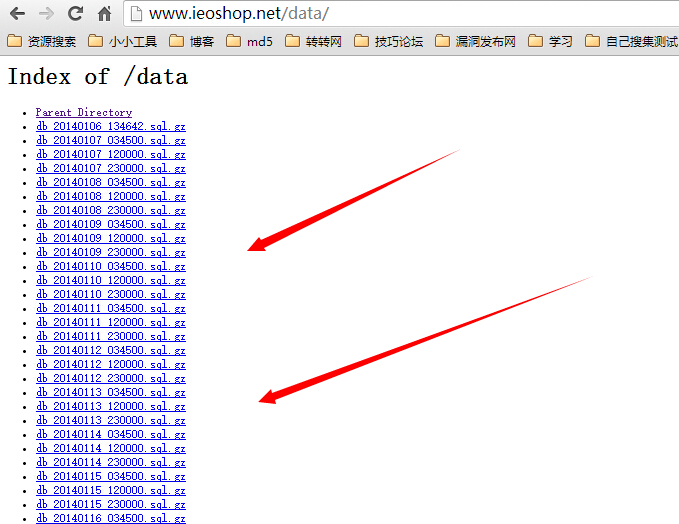 www.ieoshop.net/data/
资源搜索 小小工具 博客 md5 转转网 技巧论坛 漏洞发布网 学习 自己搜集测试
Index of /data
Parent Directory
db_20140106_134642.sql.gz
db_20140107_034500.sql.gz
db_20140107_120000.sql.gz
db_20140107_230000.sql.gz
db_20140108_034500.sql.gz
db_20140108_120000.sql.gz
db_20140108_230000.sql.gz
db_20140109_034500.sql.gz
db_20140109_120000.sql.gz
db_20140109_230000.sql.gz
db_20140110_034500.sql.gz
db_20140110_120000.sql.gz
db_20140110_230000.sql.gz
db_20140111_034500.sql.gz
db_20140111_120000.sql.gz
db_20140111_230000.sql.gz
db_20140112_034500.sql.gz
db_20140112_120000.sql.gz
db_20140112_230000.sql.gz
db_20140113_034500.sql.gz
db_20140113_120000.sql.gz
db_20140113_230000.sql.gz
db_20140114_034500.sql.gz
db_20140114_120000.sql.gz
db_20140114_230000.sql.gz
db_20140115_034500.sql.gz
db_20140115_120000.sql.gz
db_20140115_230000.sql.gz
db_20140116_034500.sql.gz